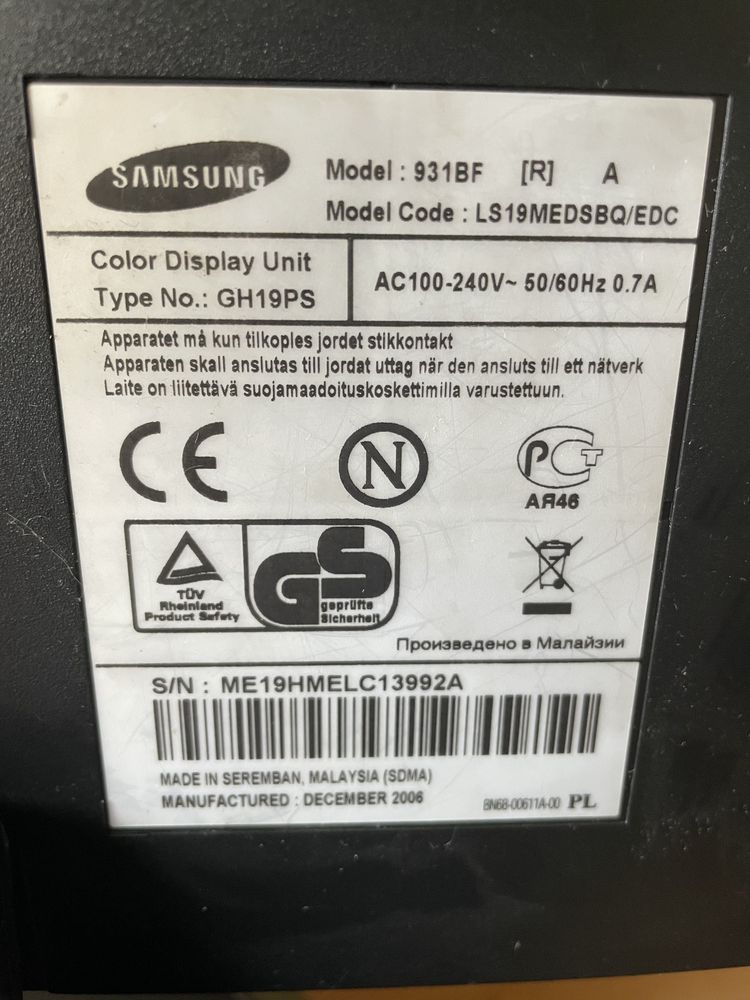 SAMSUNG
Model : 931BF [R] A
Model Code : LS19MEDSBQ/EDC
Color Display Unit
Type No.: GH19PS
AC100-240V~ 50/60Hz 0.7A
Apparatet må kun tilkoples jordet stikkontakt
Apparaten skall anslutas till jordat uttag när den ansluts till ett nätverk
Laite on liitettävä suojamaadoituskoskettimilla varustettuun.
CE
N
РСТ
АЯ46
TÜV
Rheinland
Product Safety
GS
geprüfte
Sicherheit
Произведено в Малайзии
S/N : ME19HMELC13992A
MADE IN SEREMBAN, MALAYSIA (SDMA)
MANUFACTURED : DECEMBER 2006
BN68-00611A-00 PL